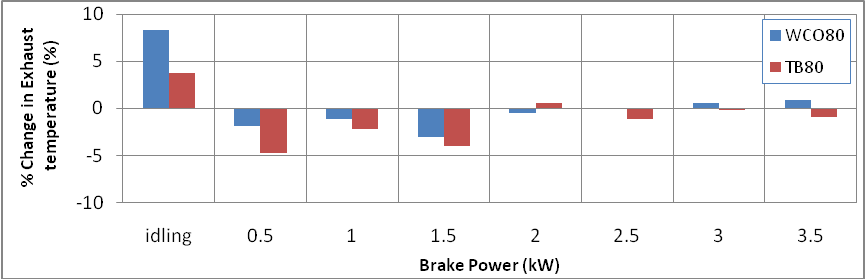 % Change in Exhaust
temperature (%)
10
5
0
-5
-10
WCO80
TB80
idling 0.5 1 1.5 2 2.5 3 3.5
Brake Power (kW)